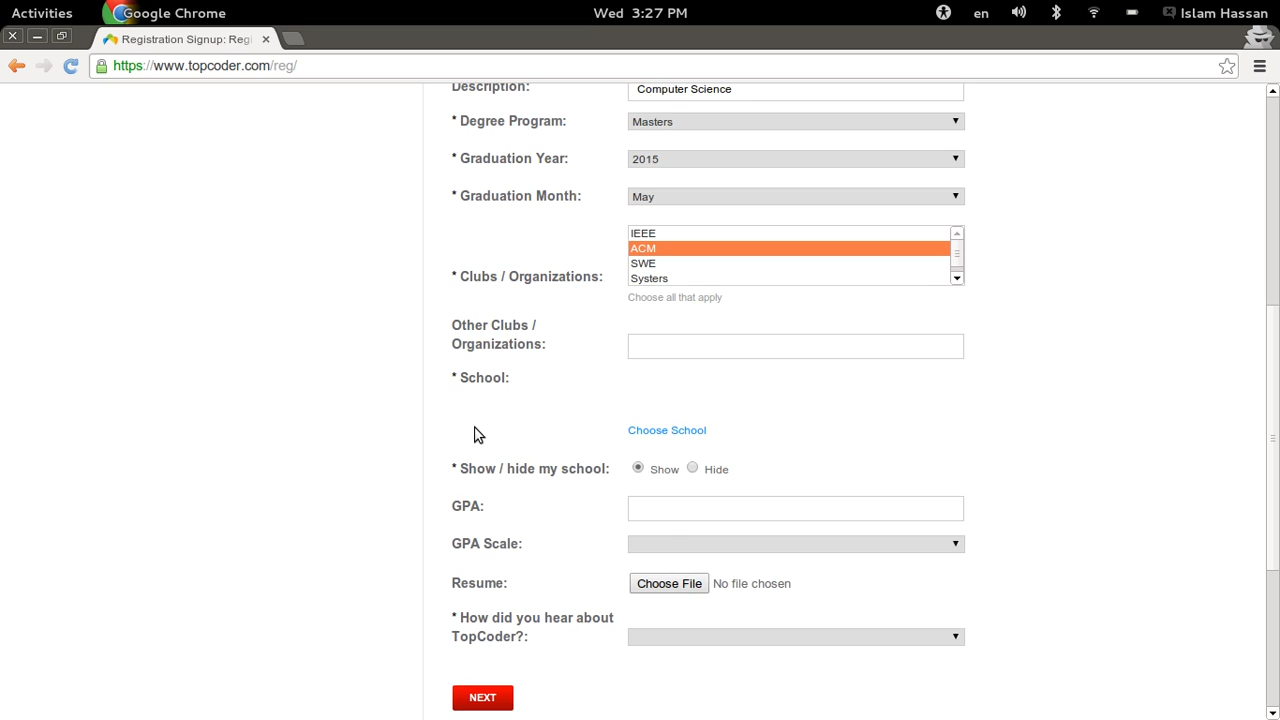 Activities Google Chrome Wed 3:27 PM en Islam Hassan
Registration Signup: Reg
https://www.topcoder.com/reg/
Description: Computer Science
* Degree Program: Masters
* Graduation Year: 2015
* Graduation Month: May
IEEE
ACM
SWE
* Clubs / Organizations: Systers
Choose all that apply
Other Clubs /
Organizations:
* School:
Choose School
* Show / hide my school: Show Hide
GPA:
GPA Scale:
Resume: Choose File No file chosen
* How did you hear about
TopCoder?:
NEXT